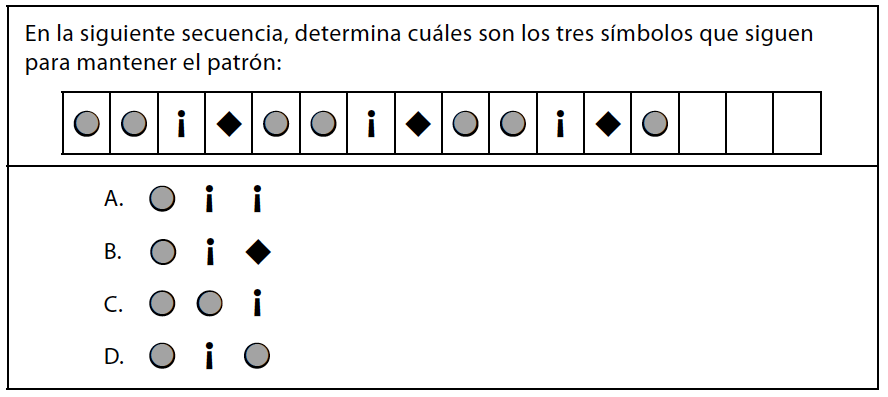 En la siguiente secuencia, determina cuáles son los tres símbolos que siguen
para mantener el patrón:
¡ ¡ ¡
A. ¡ ¡
B. ¡
C. ¡
D. ¡